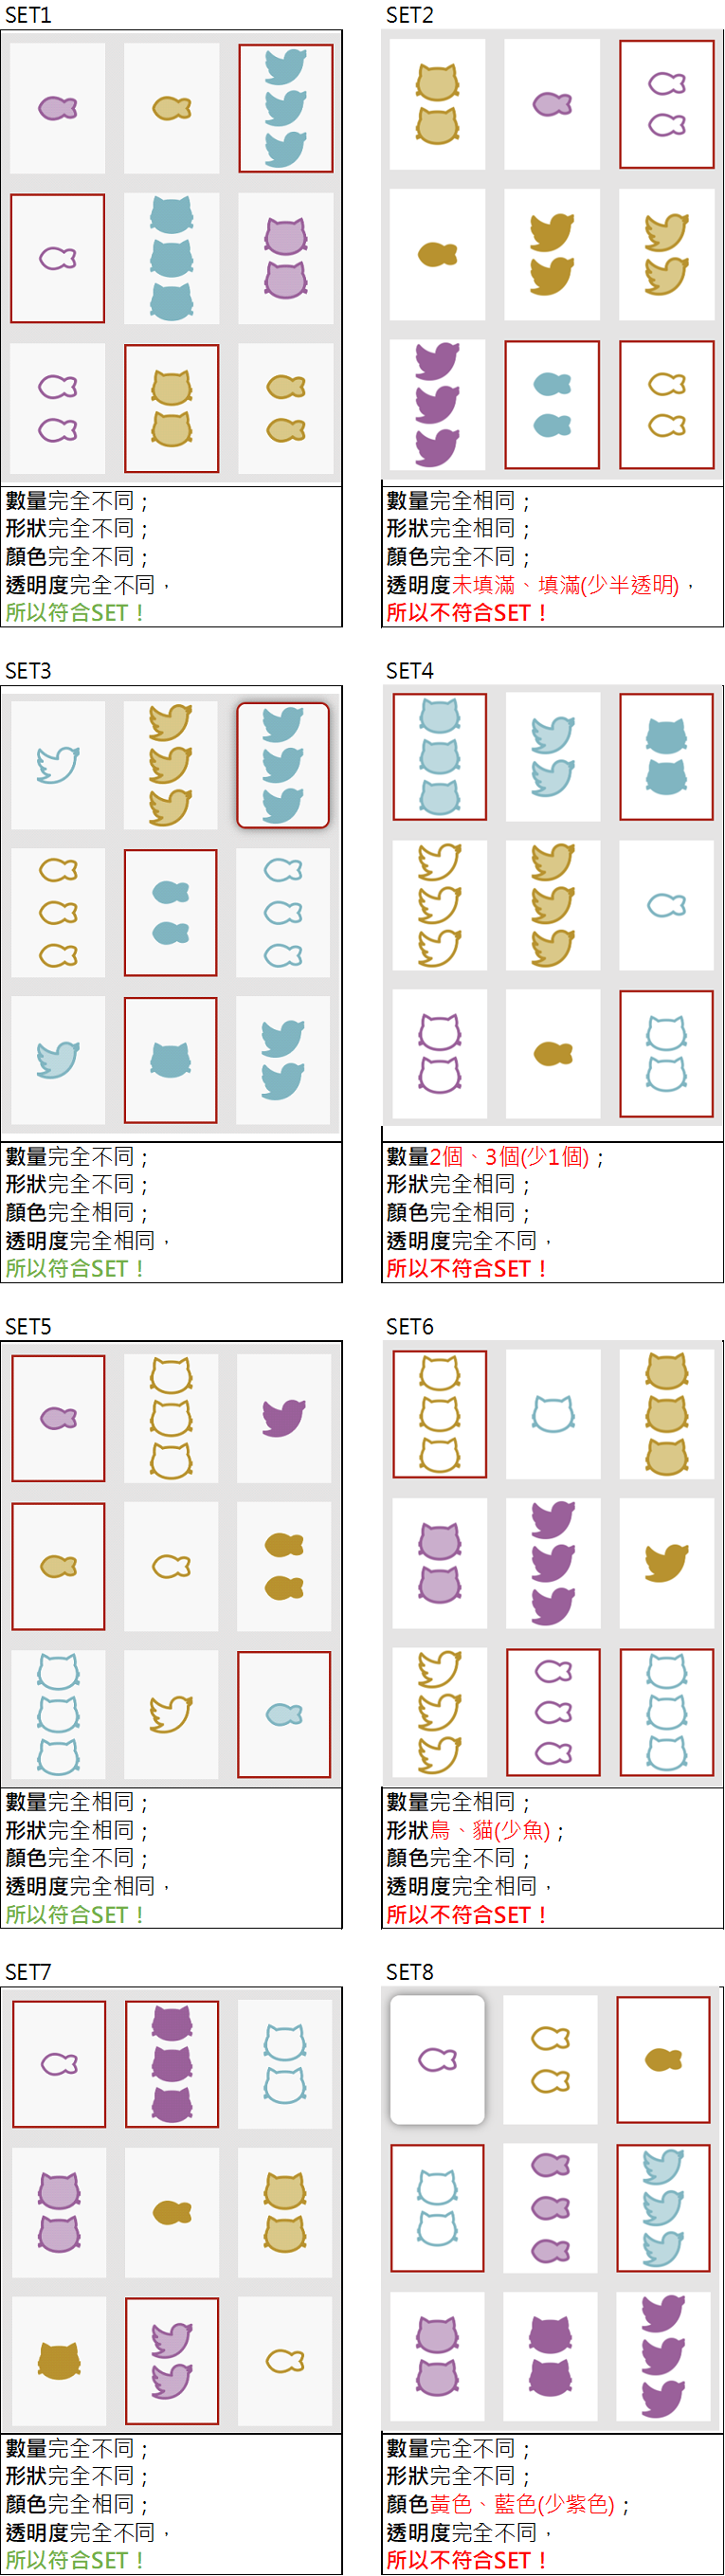 SET1
數量完全不同；
形狀完全不同；
顏色完全不同；
透明度完全不同，
所以符合SET！
SET2
數量完全相同；
形狀完全相同；
顏色完全不同；
透明度未填滿、填滿(少半透明)，
所以不符合SET！
SET3
數量完全不同；
形狀完全不同；
顏色完全相同；
透明度完全相同，
所以符合SET！
SET4
數量2個、3個(少1個)；
形狀完全相同；
顏色完全相同；
透明度完全不同，
所以不符合SET！
SET5
數量完全相同；
形狀完全相同；
顏色完全不同；
透明度完全相同，
所以符合SET！
SET6
數量完全相同；
形狀鳥、貓(少魚)；
顏色完全不同；
透明度完全相同，
所以不符合SET！
SET7
數量完全不同；
形狀完全不同；
顏色完全相同；
透明度完全不同，
所以符合SET！
SET8
數量完全不同；
形狀完全不同；
顏色黃色、藍色(少紫色)；
透明度完全不同，
所以不符合SET！